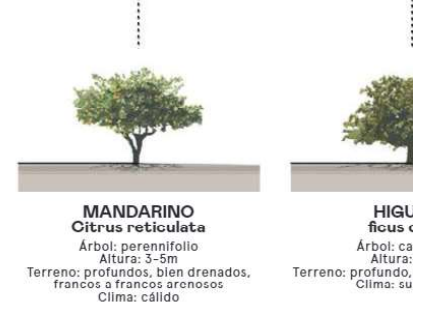 MANDARINO
Citrus reticulata
Árbol: perennifolio
Altura: 3-5m
Terreno: profundos, bien drenados,
francos a francos arenosos
Clima: cálido
HIGU
ficus c
Árbol: ca
Altura:
Terreno: profundo,
Clima: su